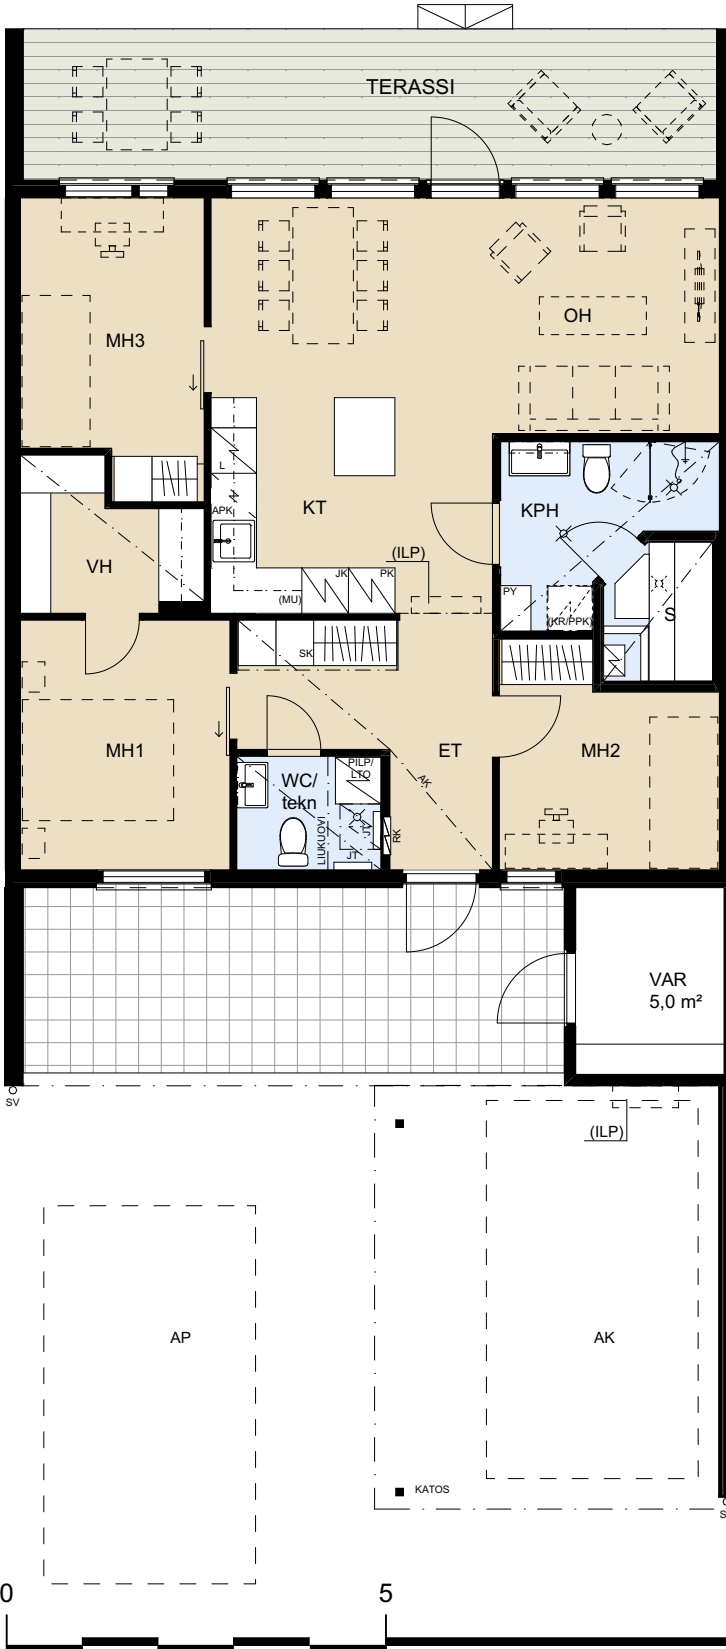 TERASSI
MH3
OH
L
APK
KT
KPH
(ILP)
VH
(MU)
JK
PK
PY
(KR/PPK)
S
SK
MH1
WC/
tekn
PILP/
LTO
ET
MH2
AK
LIUKUOVI
JT
JT
RK
VAR
5,0 m²
SV
(ILP)
AP
AK
KATOS
0
5